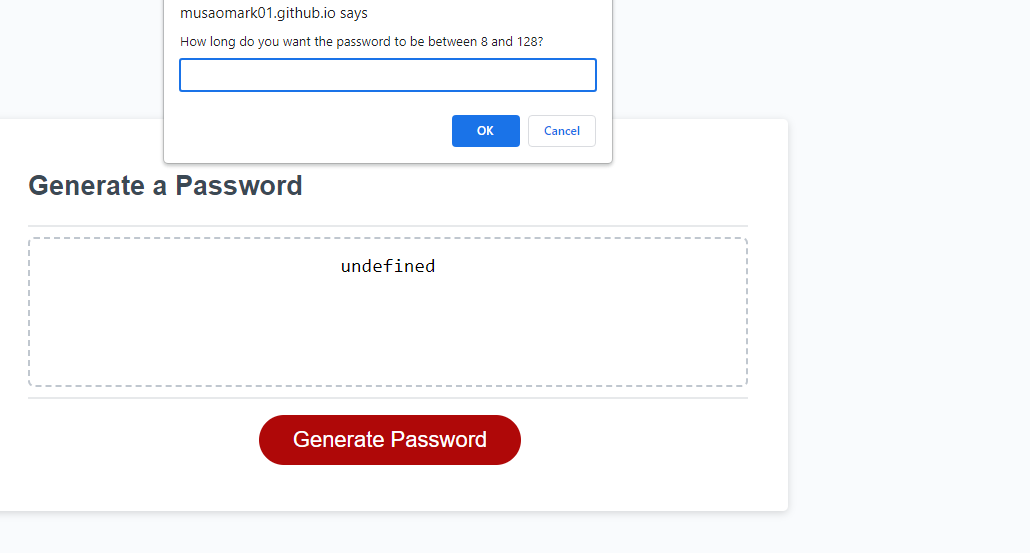 musaomark01.github.io says
How long do you want the password to be between 8 and 128?
OK
Cancel
Generate a Password
undefined
Generate Password